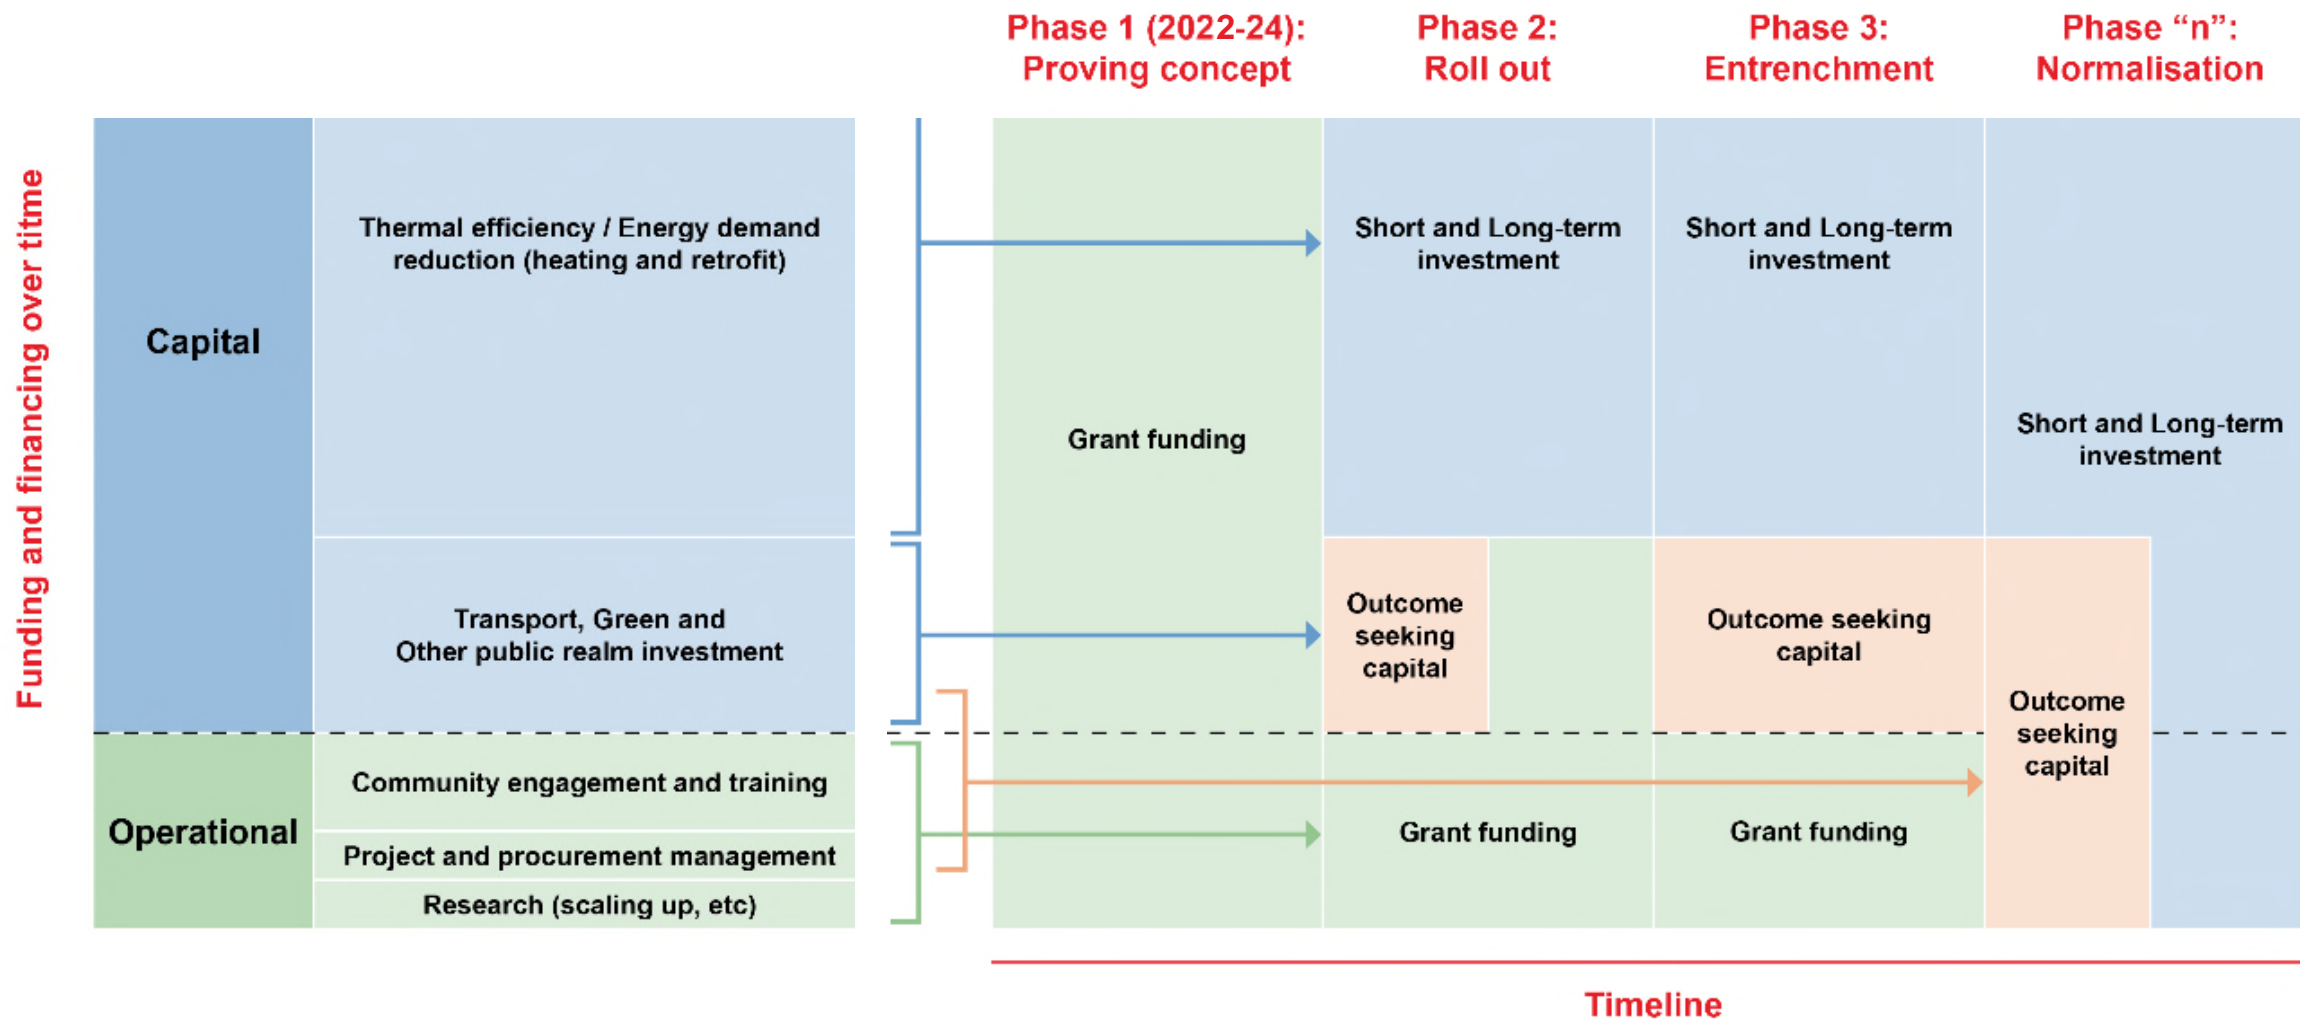 Phase 1 (2022-24):
Proving concept
Phase 2:
Roll out
Phase 3:
Entrenchment
Phase “n”:
Normalisation
Funding and financing over titme
Capital
Thermal efficiency / Energy demand
reduction (heating and retrofit)
Transport, Green and
Other public realm investment
Operational
Community engagement and training
Project and procurement management
Research (scaling up, etc)
Grant funding
Short and Long-term
investment
Outcome
seeking
capital
Grant funding
Short and Long-term
investment
Outcome seeking
capital
Grant funding
Short and Long-term
investment
Outcome
seeking
capital
Timeline